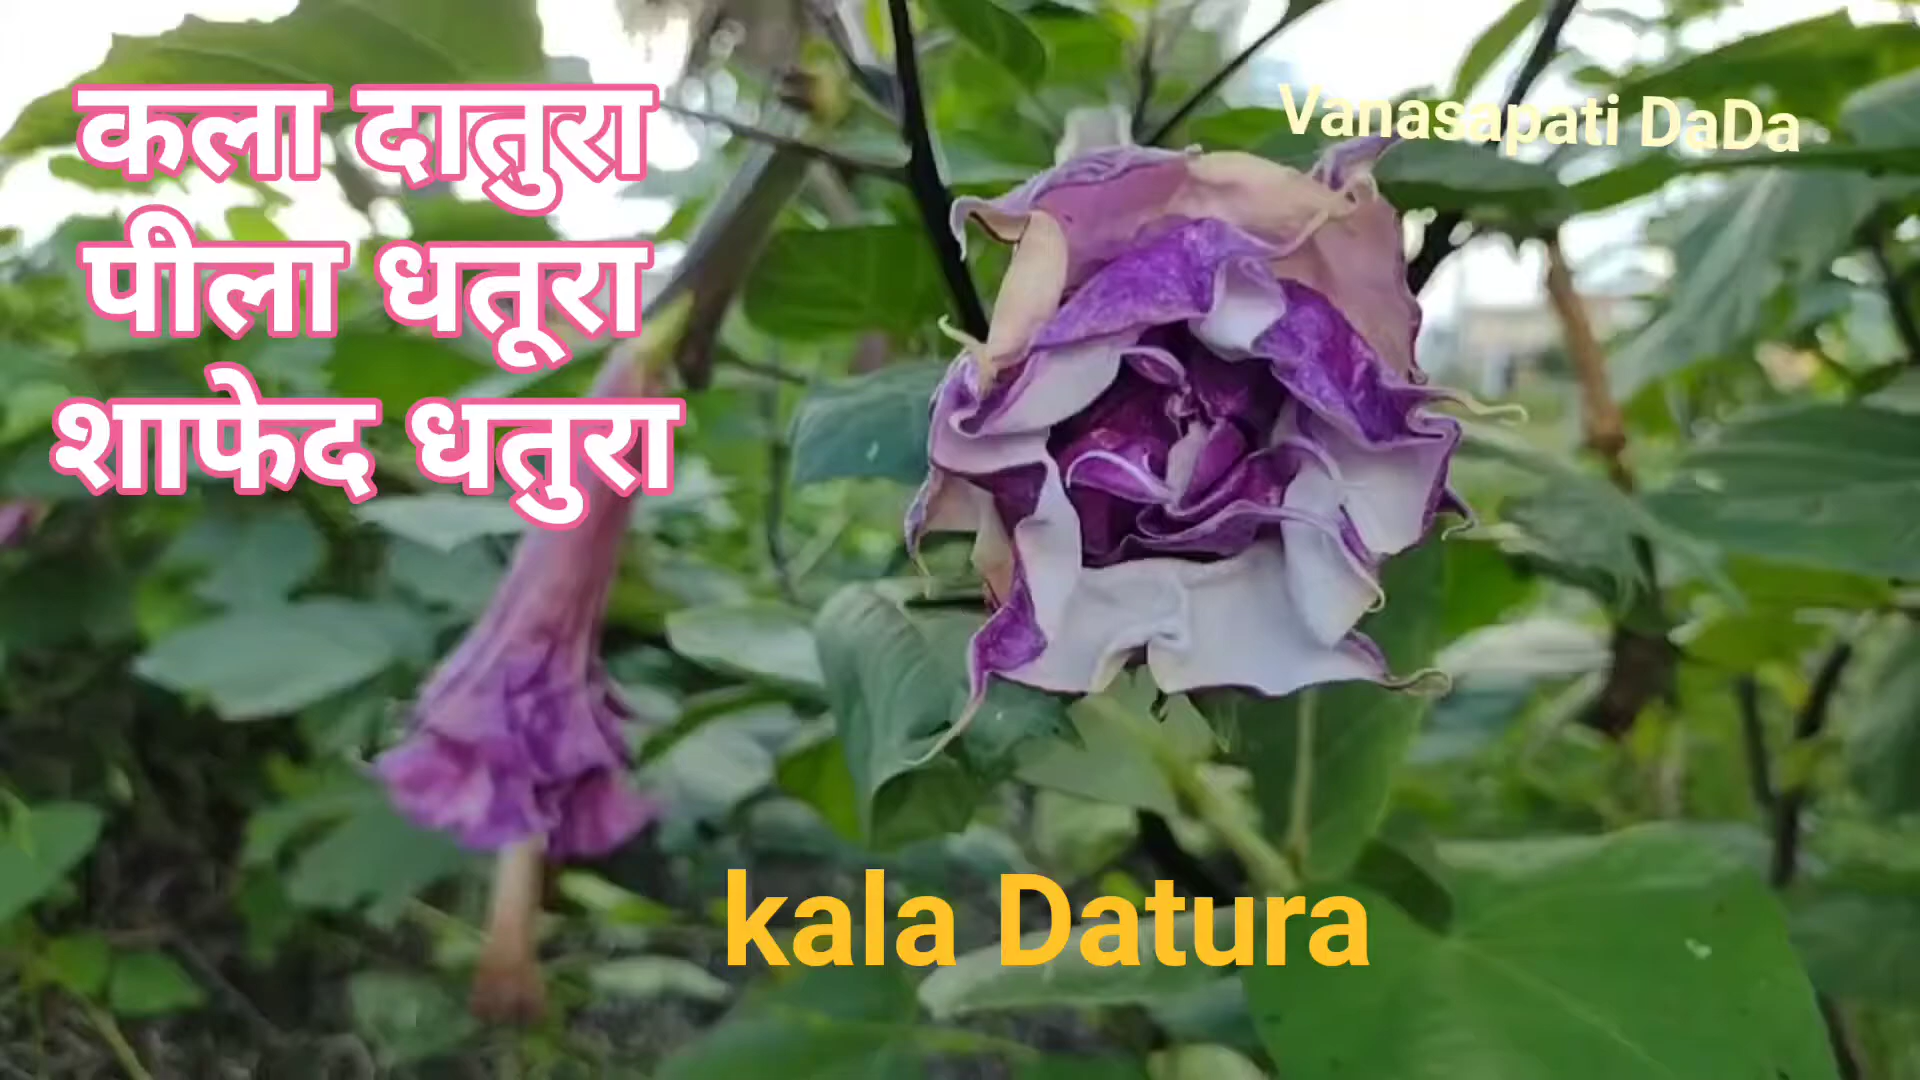 कला दातुरा
पीला धतूरा
शाफेद धतुरा
Vanasapati DaDa
kala Datura